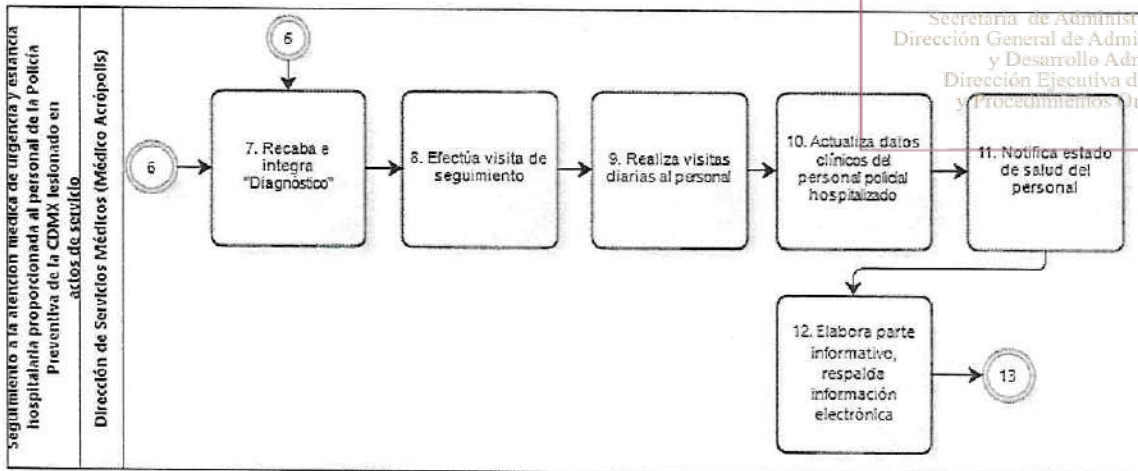 Secretaría de Administ
Dirección General de Admi
y Desarrollo Adm
Dirección Ejecutiva d
y Procedimientos Or
Seguimiento a la atención médica de urgencia y estancia
hospitalaria proporcionada al personal de la Policía
Preventiva de la CDMX lesionado en
actos de servicio
Dirección de Servicios Médicos (Médico Acrópolis)
6
6
7. Recaba e
integra
"Diagnóstico"
8. Efectúa visita de
seguimiento
9. Realiza visitas
diarias al personal
10. Actualiza datos
clínicos del
personal policial
hospitalizado
11. Notifica estado
de salud del
personal
12. Elabora parte
informativo,
respalda
información
electrónica
13